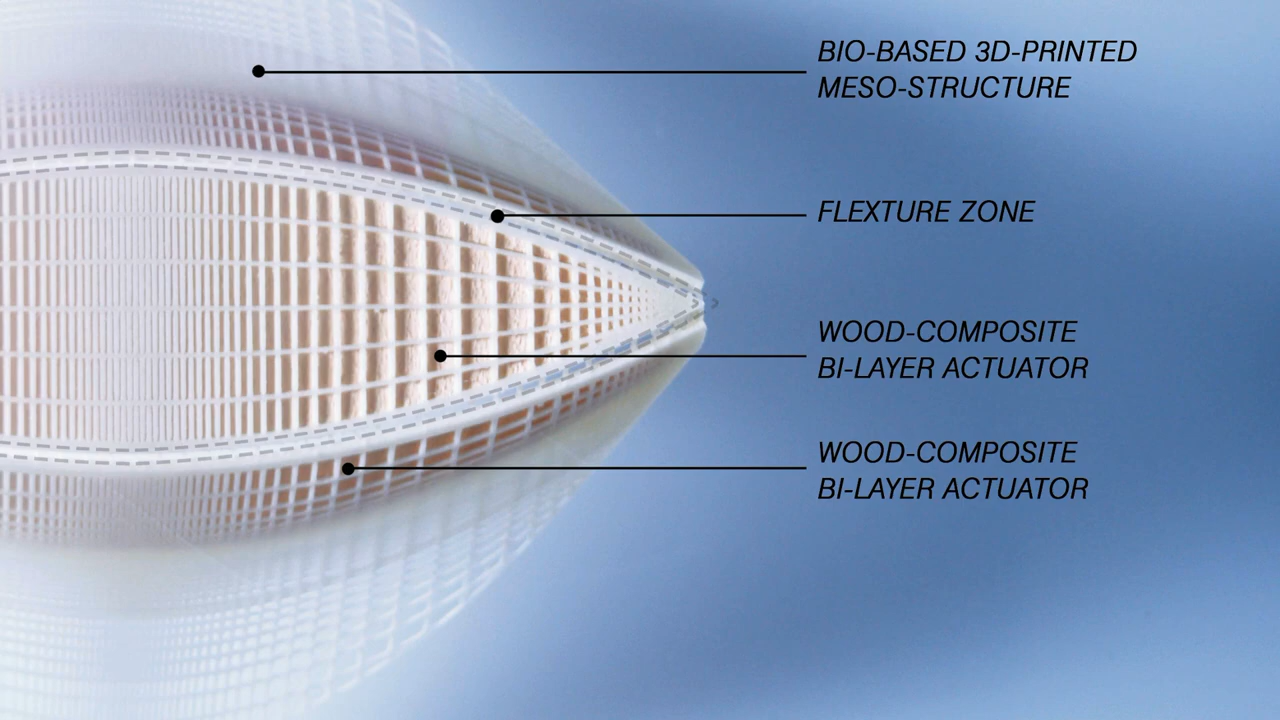 BIO-BASED 3D-PRINTED
MESO-STRUCTURE
FLEXTURE ZONE
WOOD-COMPOSITE
BI-LAYER ACTUATOR
WOOD-COMPOSITE
BI-LAYER ACTUATOR